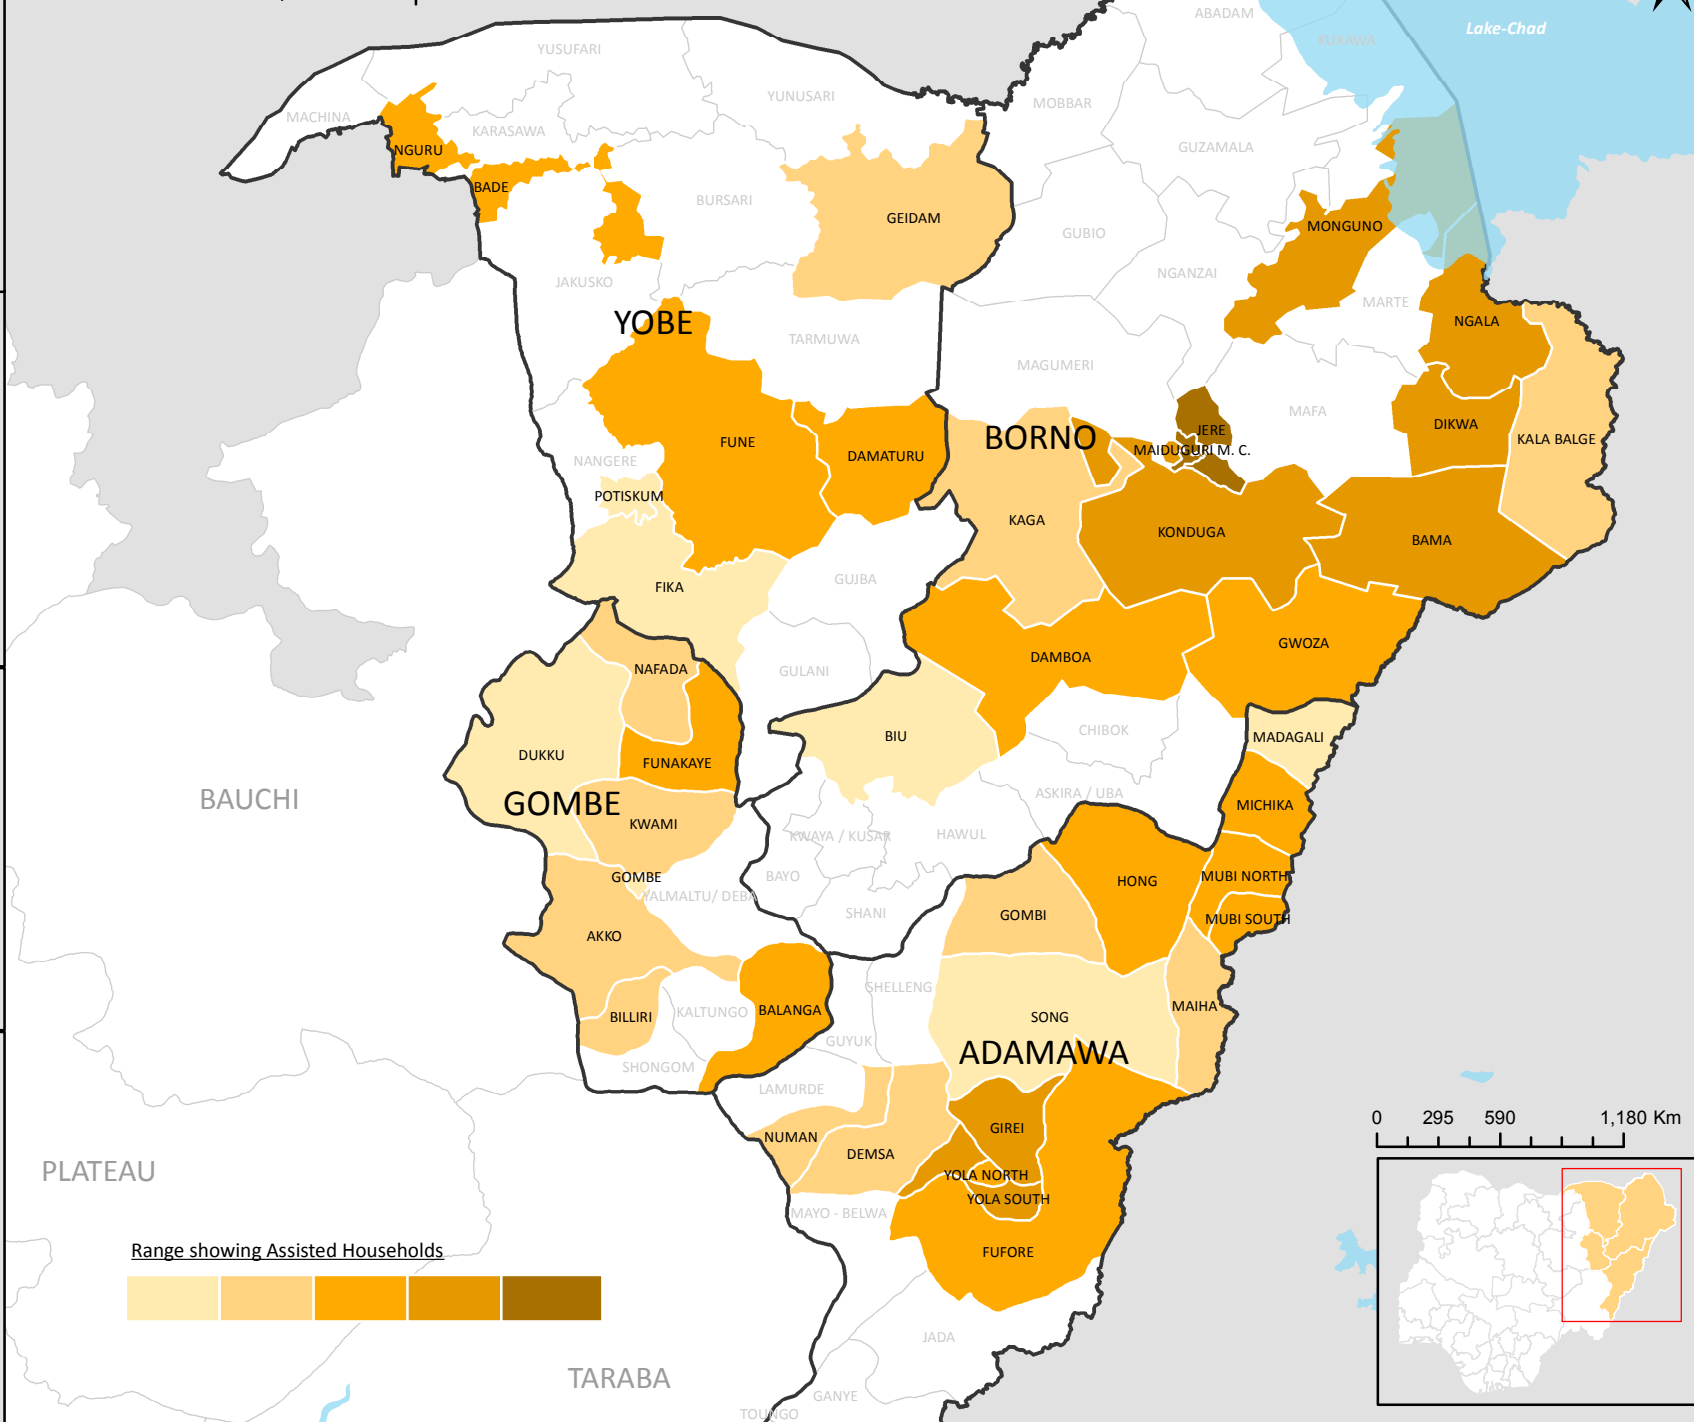 ABADAM
Lake-Chad
KUKAWA
YUSUFARI
YUNUSARI
MOBBAR
MACHINA
KARASAWA
NGURU
GUZAMALA
BADE
BURSARI
GEIDAM
MONGUNO
GUBIO
NGANZAI
JAKUSKO
MARTE
YOBE
NGALA
TARMUWA
MAGUMERI
MAFA
DIKWA
JERE
BORNO
KALA BALGE
FUNE
MAIDUGURI M. C.
DAMATURU
NANGERE
POTISKUM
KAGA
KONDUGA
BAMA
FIKA
GUJBA
GWOZA
DAMBOA
NAFADA
GULANI
CHIBOK
BIU
MADAGALI
DUKKU
FUNAKAYE
ASKIRA / UBA
BAUCHI
GOMBE
MICHIKA
KWAMI
KWAYA / KUSAR
HAWUL
GOMBE
BAYO
HONG
MUBI NORTH
YALMALTU/ DEBA
SHANI
GOMBI
MUBI SOUTH
AKKO
SHELLENG
MAIHA
BILLIRI
KALTUNGO
BALANGA
SONG
GUYUK
ADAMAWA
SHONGOM
LAMURDE
0 295 590 1,180 Km
GIREI
NUMAN
DEMSA
PLATEAU
YOLA NORTH
YOLA SOUTH
MAYO - BELWA
Range showing Assisted Households
FUFORE
JADA
TARABA
GANYE
TOUNGO